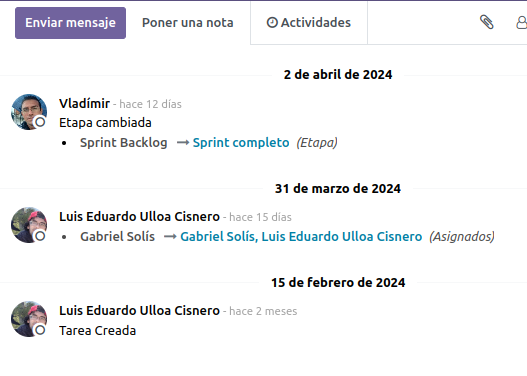 Enviar mensaje Poner una nota Actividades
2 de abril de 2024
Vladímir - hace 12 días
Etapa cambiada
• Sprint Backlog → Sprint completo (Etapa)
31 de marzo de 2024
Luis Eduardo Ulloa Cisnero - hace 15 días
• Gabriel Solís → Gabriel Solís, Luis Eduardo Ulloa Cisnero (Asignados)
15 de febrero de 2024
Luis Eduardo Ulloa Cisnero - hace 2 meses
Tarea Creada